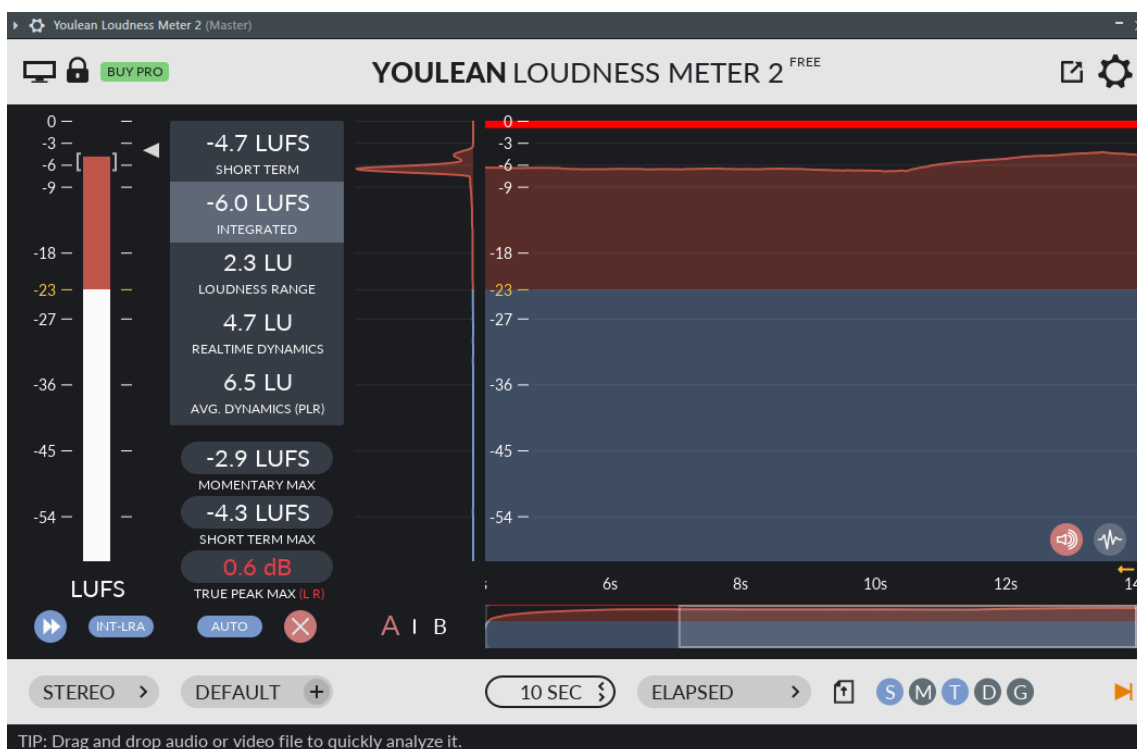 Youlean Loudness Meter 2 (Master)
BUY PRO
YOULEAN LOUDNESS METER 2 FREE
0
-3
-6
-9
-18
-23
-27
-36
-45
-54
LUFS
INT-LRA
-4.7 LUFS
SHORT TERM
-6.0 LUFS
INTEGRATED
2.3 LU
LOUDNESS RANGE
4.7 LU
REALTIME DYNAMICS
6.5 LU
AVG. DYNAMICS (PLR)
-2.9 LUFS
MOMENTARY MAX
-4.3 LUFS
SHORT TERM MAX
0.6 dB
TRUE PEAK MAX (L R)
AUTO
0
-3
-6
-9
-18
-23
-27
-36
-45
-54
6s 8s 10s 12s 14
A I B
STEREO DEFAULT + 10 SEC ELAPSED S M T D G
TIP: Drag and drop audio or video file to quickly analyze it.